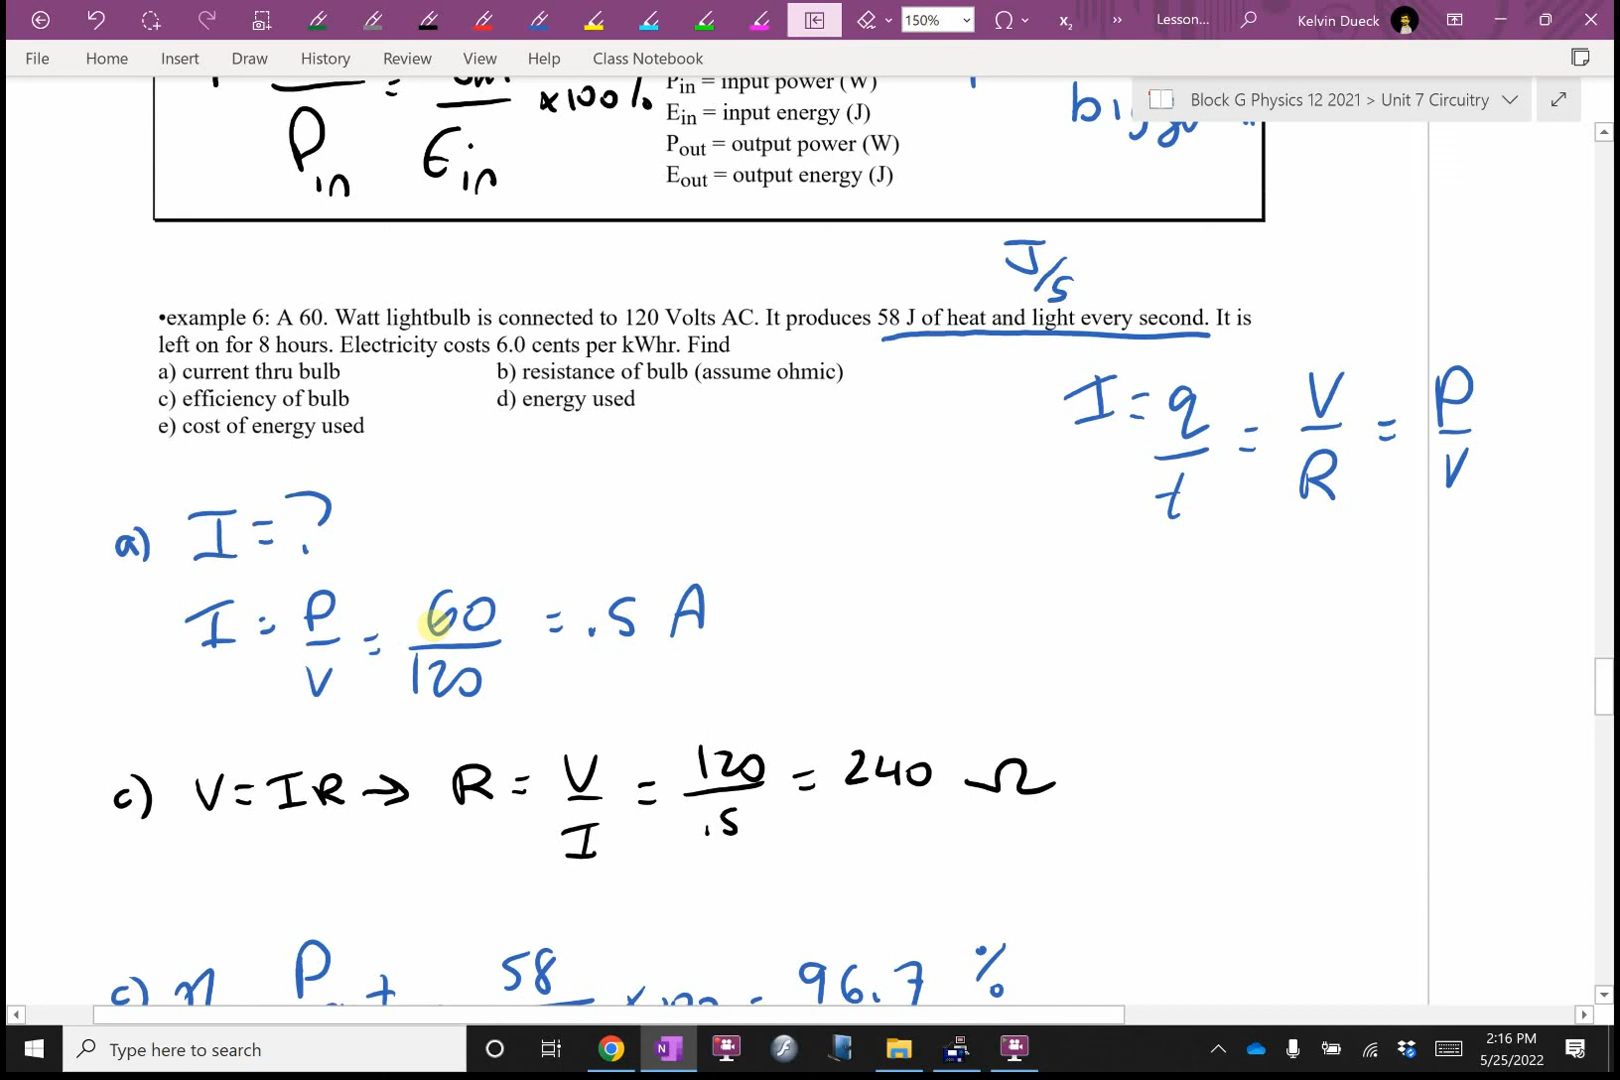 150%
Ω
x₂
Lesson...
Kelvin Dueck
File Home Insert Draw History Review View Help Class Notebook
Block G Physics 12 2021 > Unit 7 Circuitry
Pin = input power (W)
Ein = input energy (J)
Pout = output power (W)
Eout = output energy (J)
= x100%
Pin Ein
J/s
•example 6: A 60. Watt lightbulb is connected to 120 Volts AC. It produces 58 J of heat and light every second. It is
left on for 8 hours. Electricity costs 6.0 cents per kWhr. Find
a) current thru bulb b) resistance of bulb (assume ohmic)
c) efficiency of bulb d) energy used
e) cost of energy used
I = q/t = V/R = P/V
a) I = ?
I = P/V = 60/120 = .5 A
c) V = IR → R = V/I = 120/.5 = 240 Ω
c) η P 58 = 96.7 %
Type here to search
2:16 PM
5/25/2022